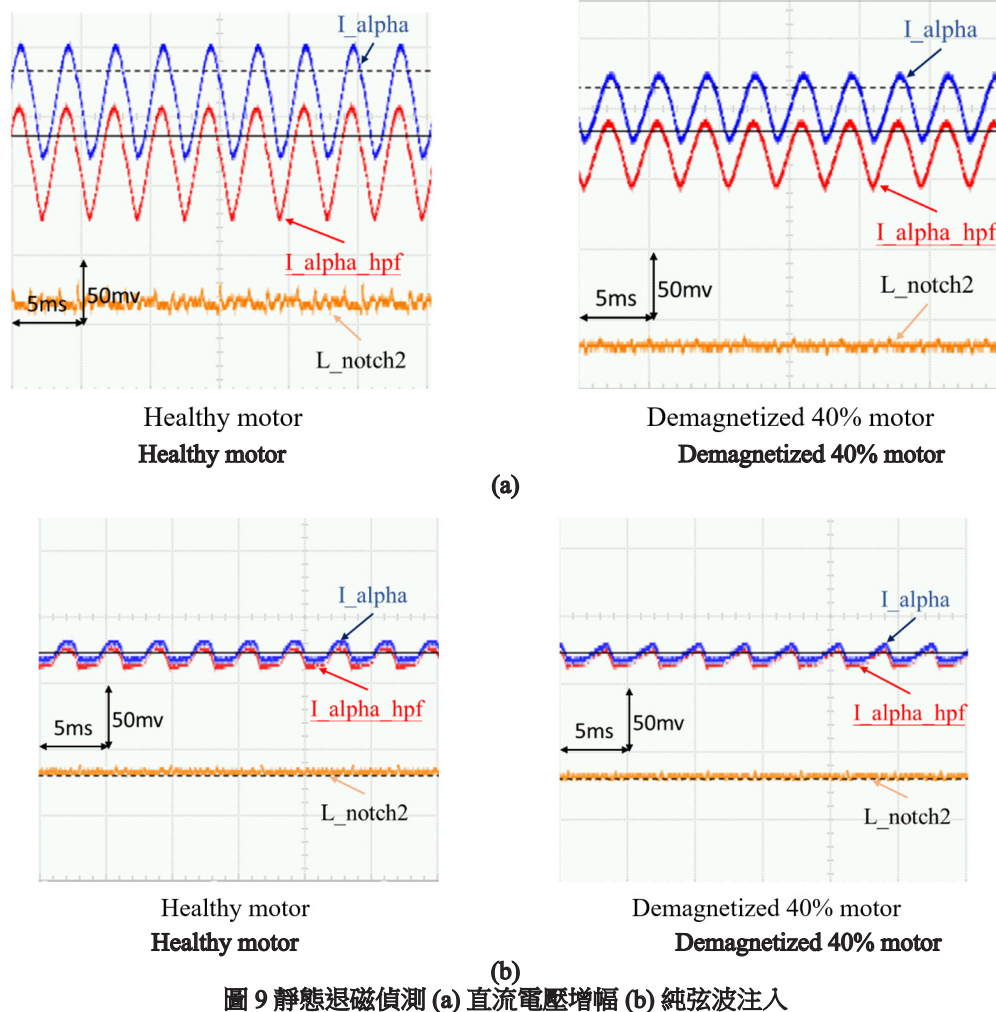 I_alpha
I_alpha_hpf
5ms
50mv
L_notch2
Healthy motor
Healthy motor
I_alpha
I_alpha_hpf
5ms
50mv
L_notch2
Demagnetized 40% motor
Demagnetized 40% motor
(a)
I_alpha
I_alpha_hpf
5ms
50mv
L_notch2
Healthy motor
Healthy motor
I_alpha
I_alpha_hpf
5ms
50mv
L_notch2
Demagnetized 40% motor
Demagnetized 40% motor
(b)
圖 9 靜態退磁偵測 (a) 直流電壓增幅 (b) 純弦波注入